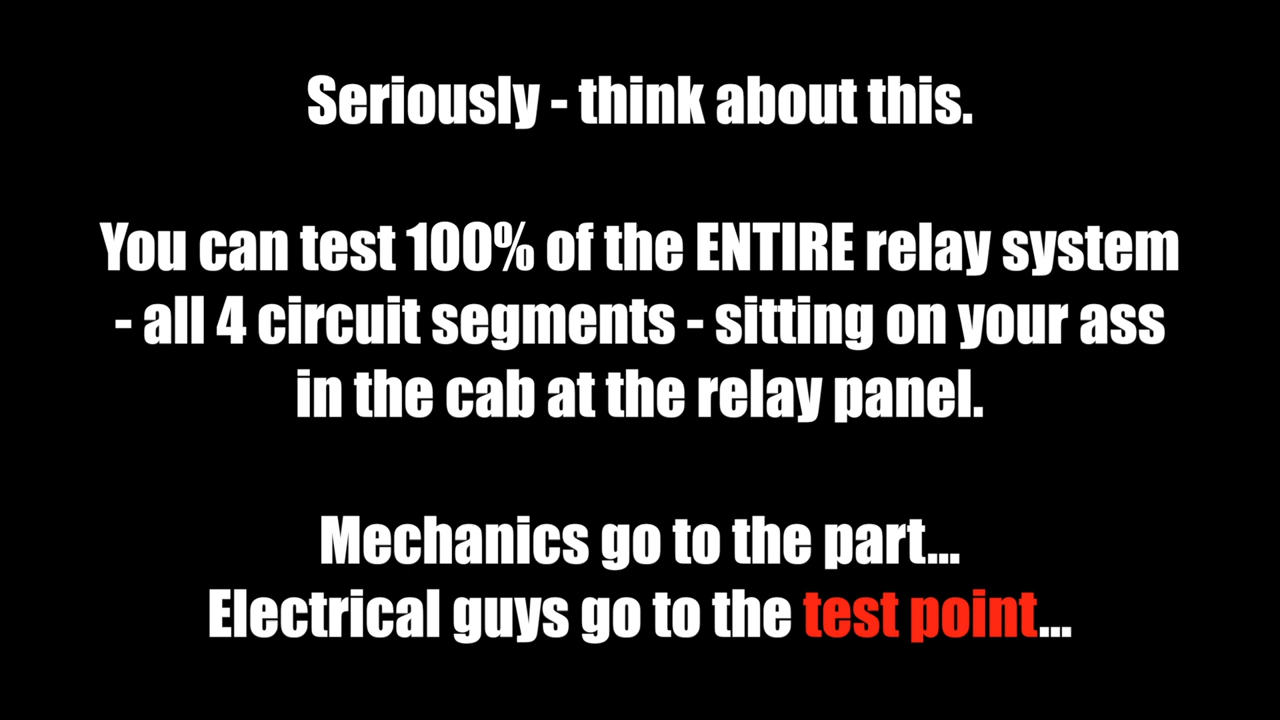 Seriously - think about this.
You can test 100% of the ENTIRE relay system
- all 4 circuit segments - sitting on your ass
in the cab at the relay panel.
Mechanics go to the part...
Electrical guys go to the test point...